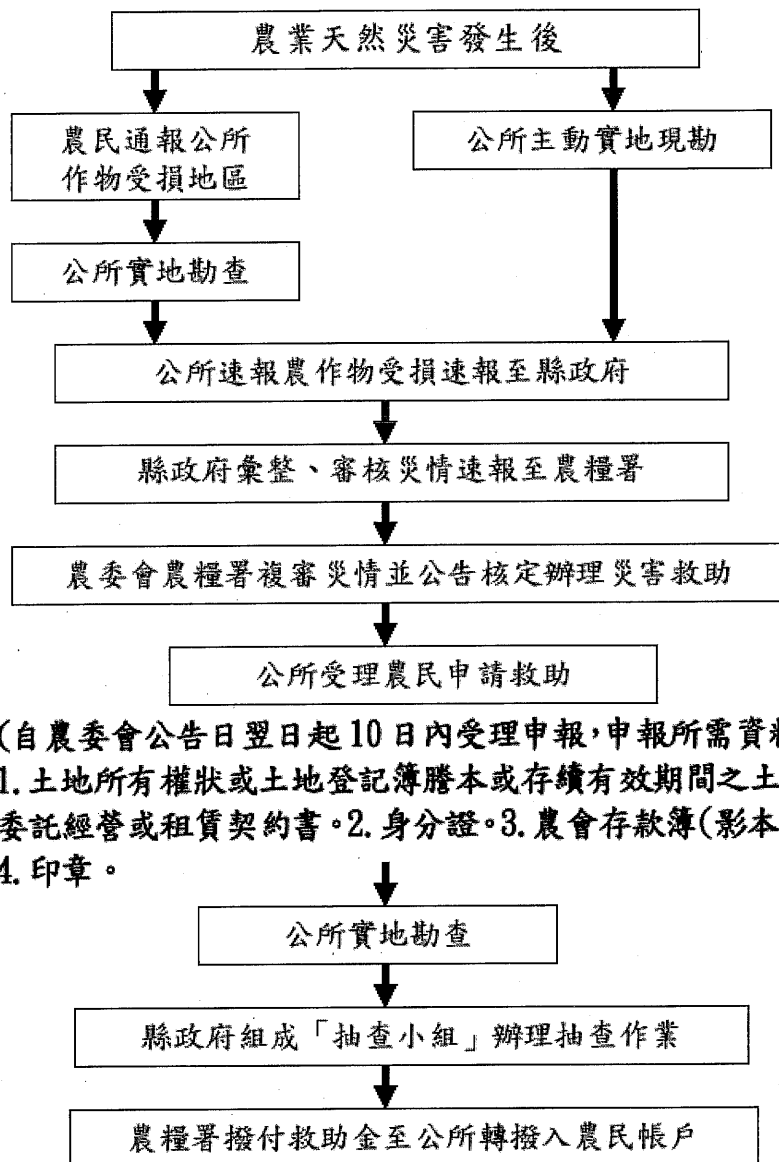 農業天然災害發生後
農民通報公所
作物受損地區
公所主動實地現勘
公所實地勘查
公所速報農作物受損速報至縣政府
縣政府彙整、審核災情速報至農糧署
農委會農糧署複審災情並公告核定辦理災害救助
公所受理農民申請救助
(自農委會公告日翌日起10日內受理申報，申報所需資料
1.土地所有權狀或土地登記簿謄本或存續有效期間之土
委託經營或租賃契約書。2.身分證。3.農會存款簿(影本
4.印章。
公所實地勘查
縣政府組成「抽查小組」辦理抽查作業
農糧署撥付救助金至公所轉撥入農民帳戶